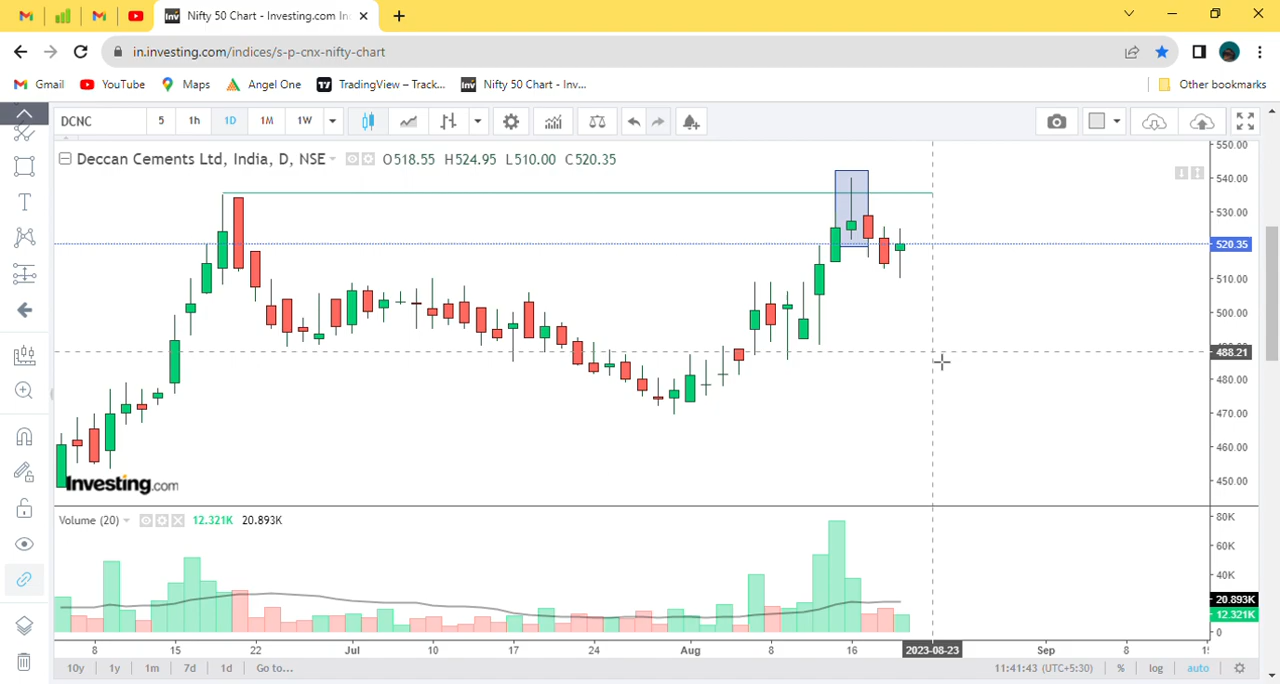 Nifty 50 Chart - Investing.com In
in.investing.com/indices/s-p-cnx-nifty-chart
Gmail YouTube Maps Angel One TradingView – Track... Nifty 50 Chart - Inv... Other bookmarks
DCNC 5 1h 1D 1M 1W
Deccan Cements Ltd, India, D, NSE O518.55 H524.95 L510.00 C520.35
550.00
540.00
530.00
520.35
510.00
500.00
488.21
480.00
470.00
460.00
450.00
Investing.com
Volume (20) 12.321K 20.893K
80K
60K
40K
20.893K
12.321K
0
8 15 22 Jul 10 17 24 Aug 8 16 2023-08-23 Sep 8
10y 1y 1m 7d 1d Go to... 11:41:43 (UTC+5:30) % log auto